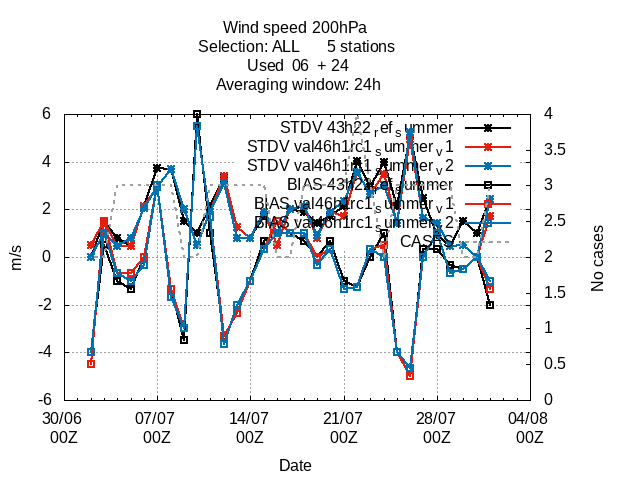 Wind speed 200hPa
Selection: ALL 5 stations
Used 06 + 24
Averaging window: 24h
6 4
STDV 43h22_ref_summer
3.5
STDV val46h1rc1_summer_v1
4
STDV val46h1rc1_summer_v2
3
BIAS 43h22_ref_summer
BIAS val46h1rc1_summer_v1
2 2.5
BIAS val46h1rc1_summer_v2
CASES
m/s
0 2
No cases
-2 1.5
1
-4 0.5
-6 0
30/06 07/07 14/07 21/07 28/07 04/08
00Z 00Z 00Z 00Z 00Z 00Z
Date